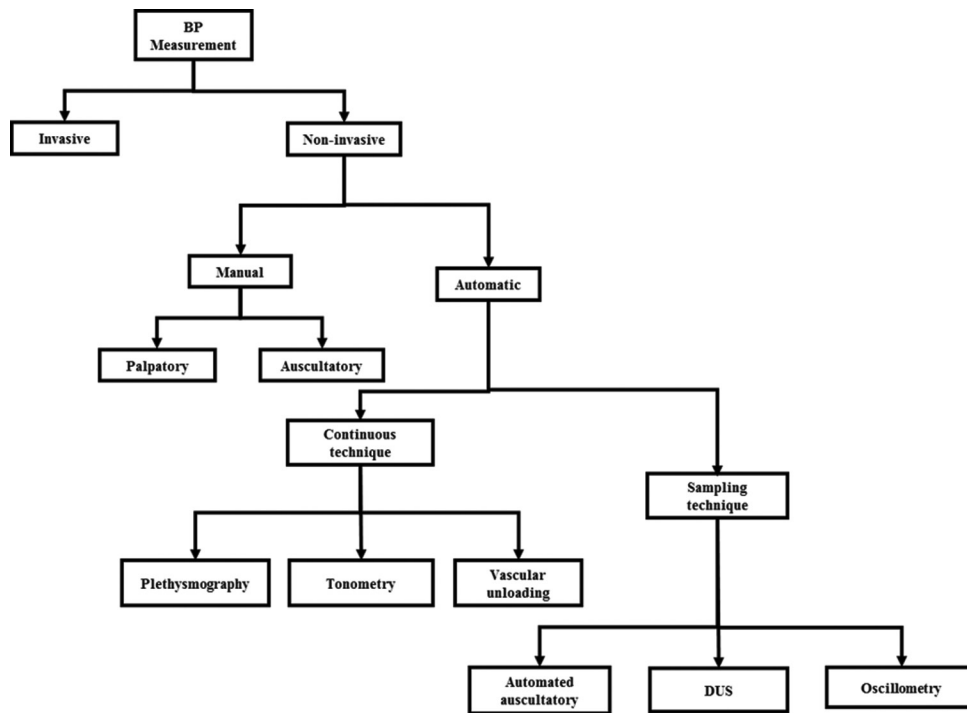 BP
Measurement
Invasive
Non-invasive
Manual
Automatic
Palpatory
Auscultatory
Continuous
technique
Sampling
technique
Plethysmography
Tonometry
Vascular
unloading
Automated
auscultatory
DUS
Oscillometry